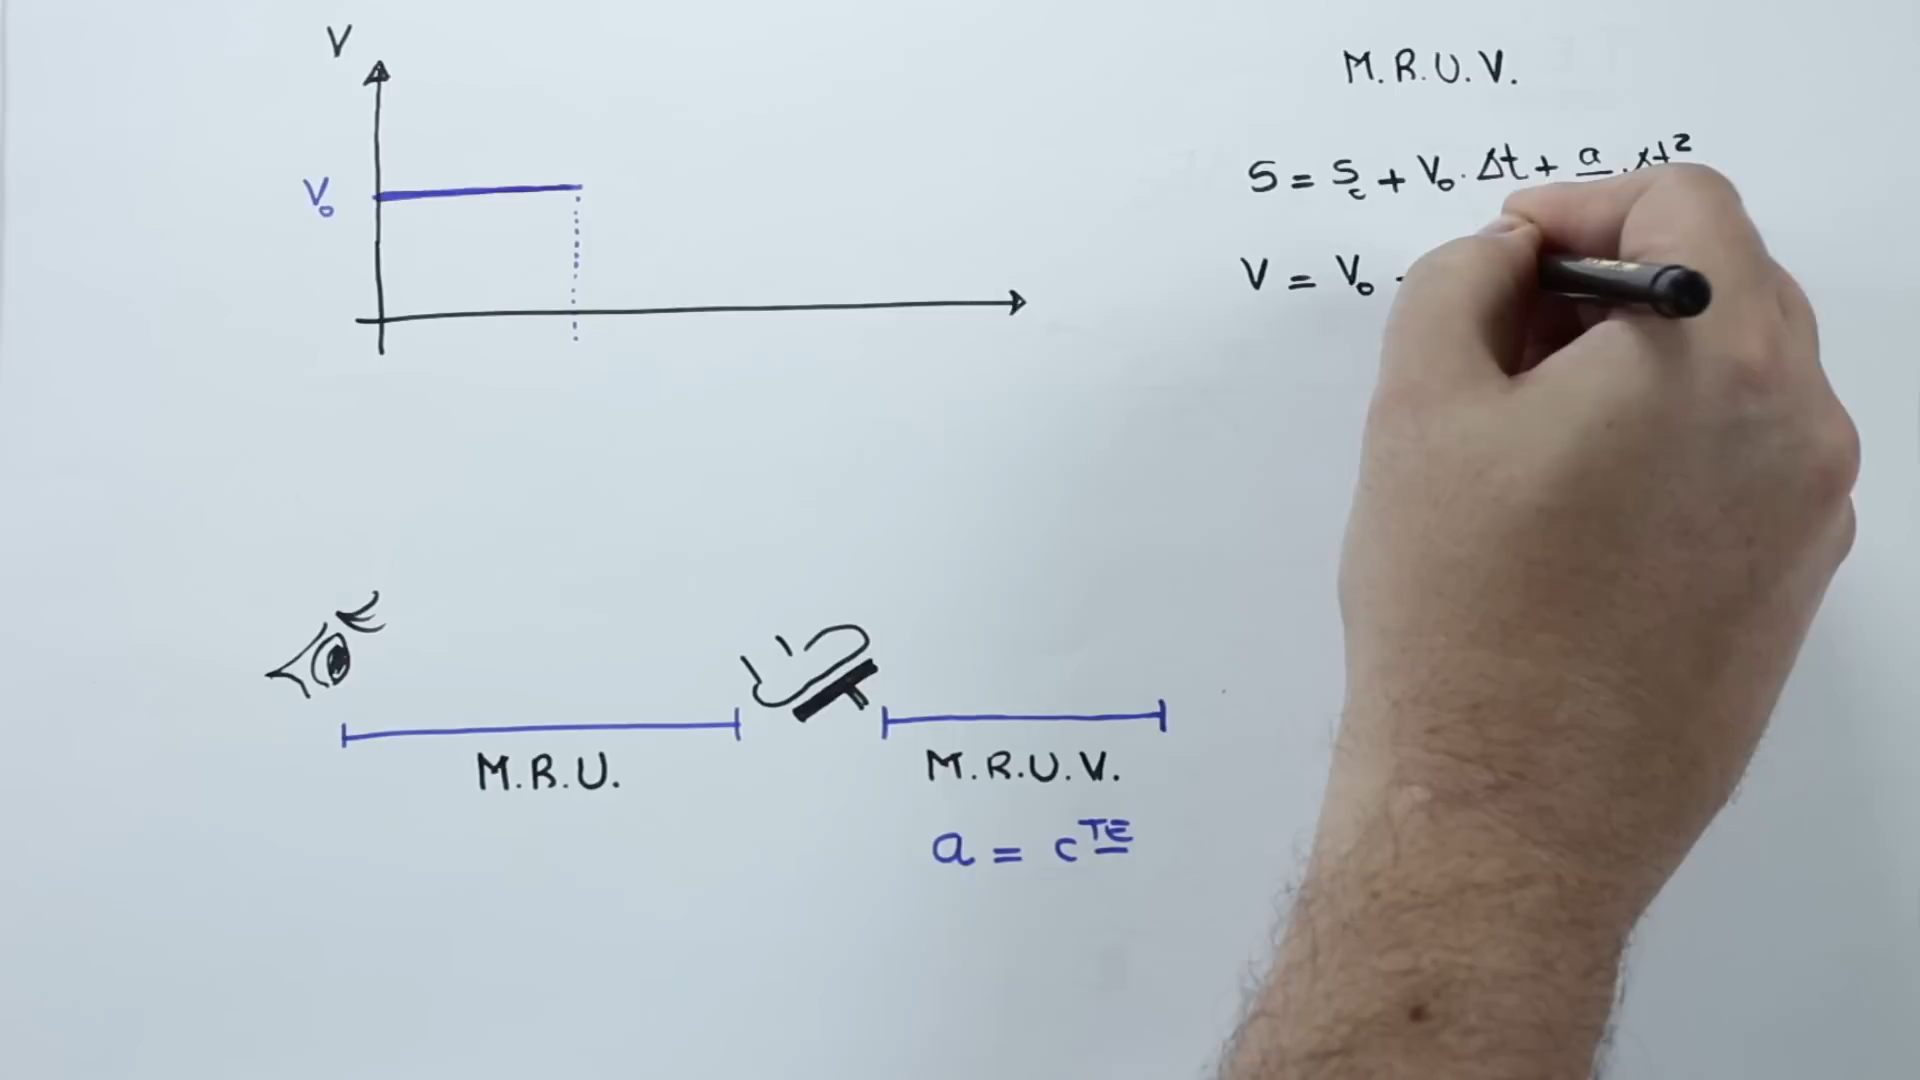 V
V₀
M.R.U.V.
S = S₀ + V₀. Δt + a
V = V₀
M.R.U.
M.R.U.V.
a = cTE